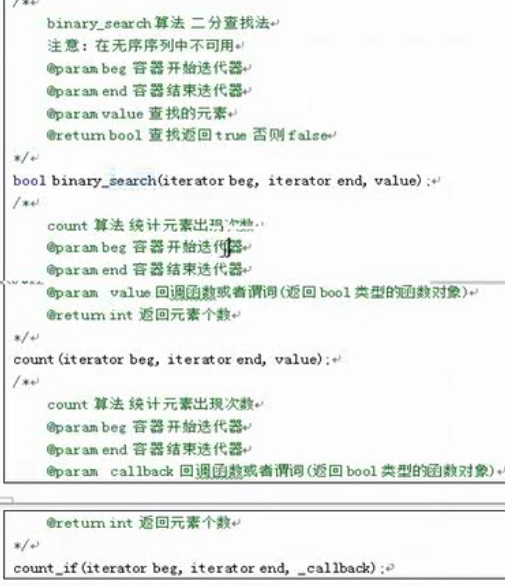 /*
binary_search算法 二分查找法
注意: 在无序序列中不可用
@param beg 容器开始迭代器
@param end 容器结束迭代器
@param value 查找的元素
@return bool 查找返回true 否则false
*/
bool binary_search(iterator beg, iterator end, value);
/*
count 算法 统计元素出现次数
@param beg 容器开始迭代器
@param end 容器结束迭代器
@param value 回调函数或者谓词(返回bool类型的函数对象)
@return int 返回元素个数
*/
count(iterator beg, iterator end, value);
/*
count 算法 统计元素出现次数
@param beg 容器开始迭代器
@param end 容器结束迭代器
@param callback 回调函数或者谓词(返回bool类型的函数对象)
@return int 返回元素个数
*/
count_if(iterator beg, iterator end, _callback);